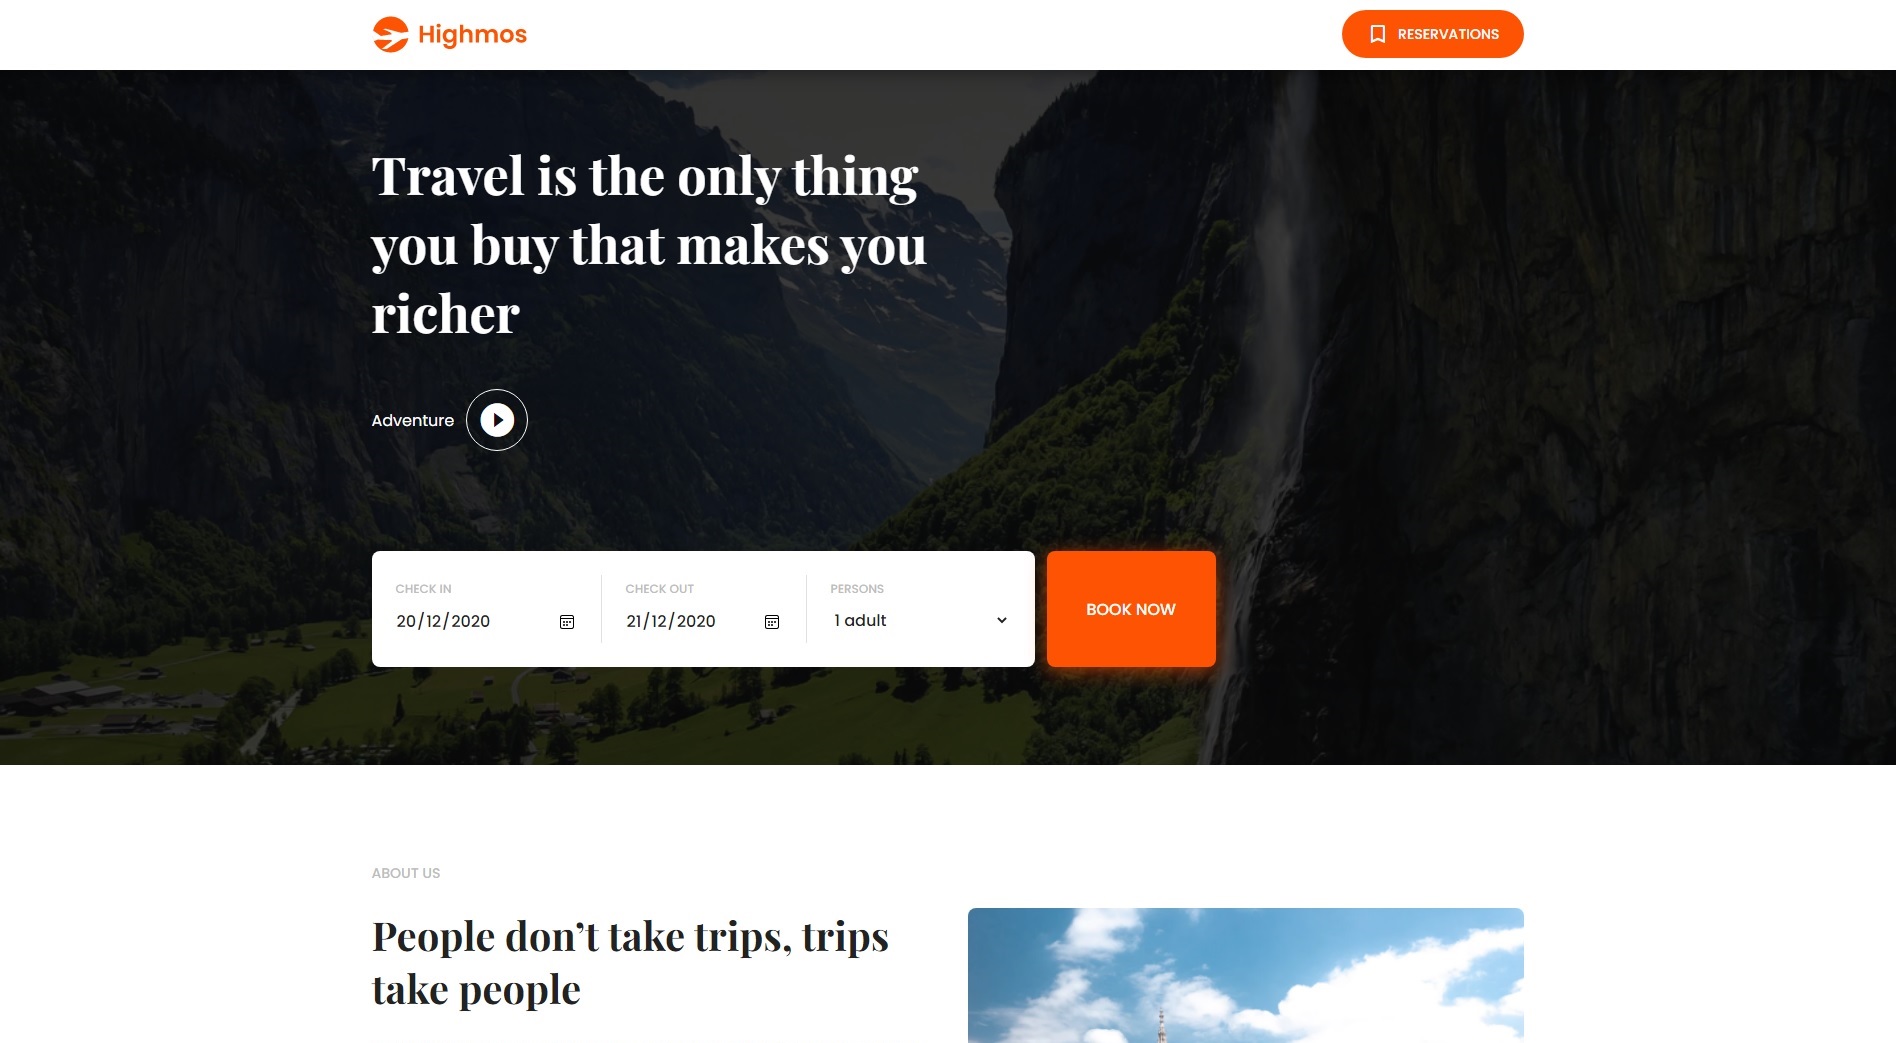 Highmos
RESERVATIONS
Travel is the only thing
you buy that makes you
richer
Adventure
CHECK IN
20/12/2020
CHECK OUT
21/12/2020
PERSONS
1 adult
BOOK NOW
ABOUT US
People don’t take trips, trips
take people